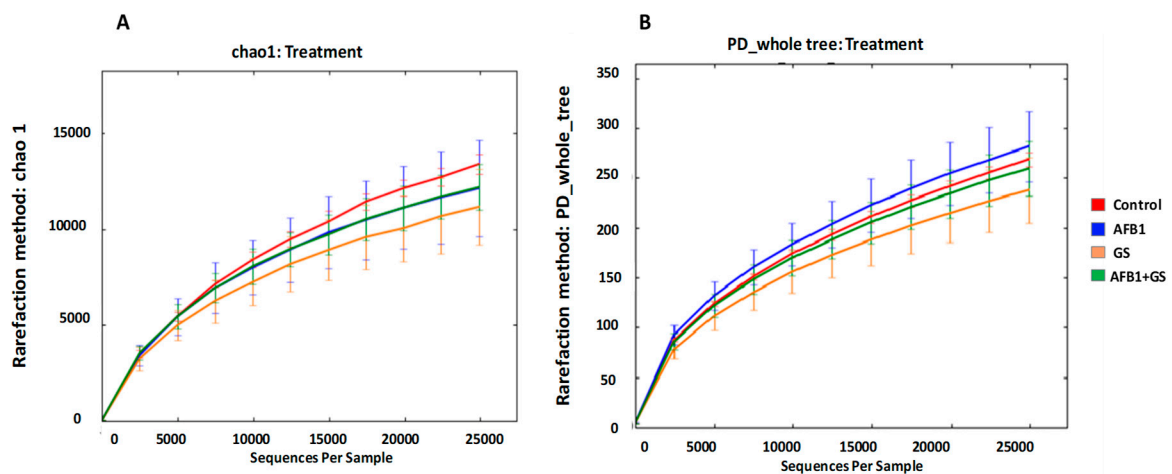 A
chao1: Treatment
Rarefaction method: chao 1
15000
10000
5000
0
0 5000 10000 15000 20000 25000
Sequences Per Sample
B
PD_whole tree: Treatment
Rarefaction method: PD_whole_tree
350
300
250
200
150
100
50
0
0 5000 10000 15000 20000 25000
Sequences Per Sample
Control
AFB1
GS
AFB1+GS